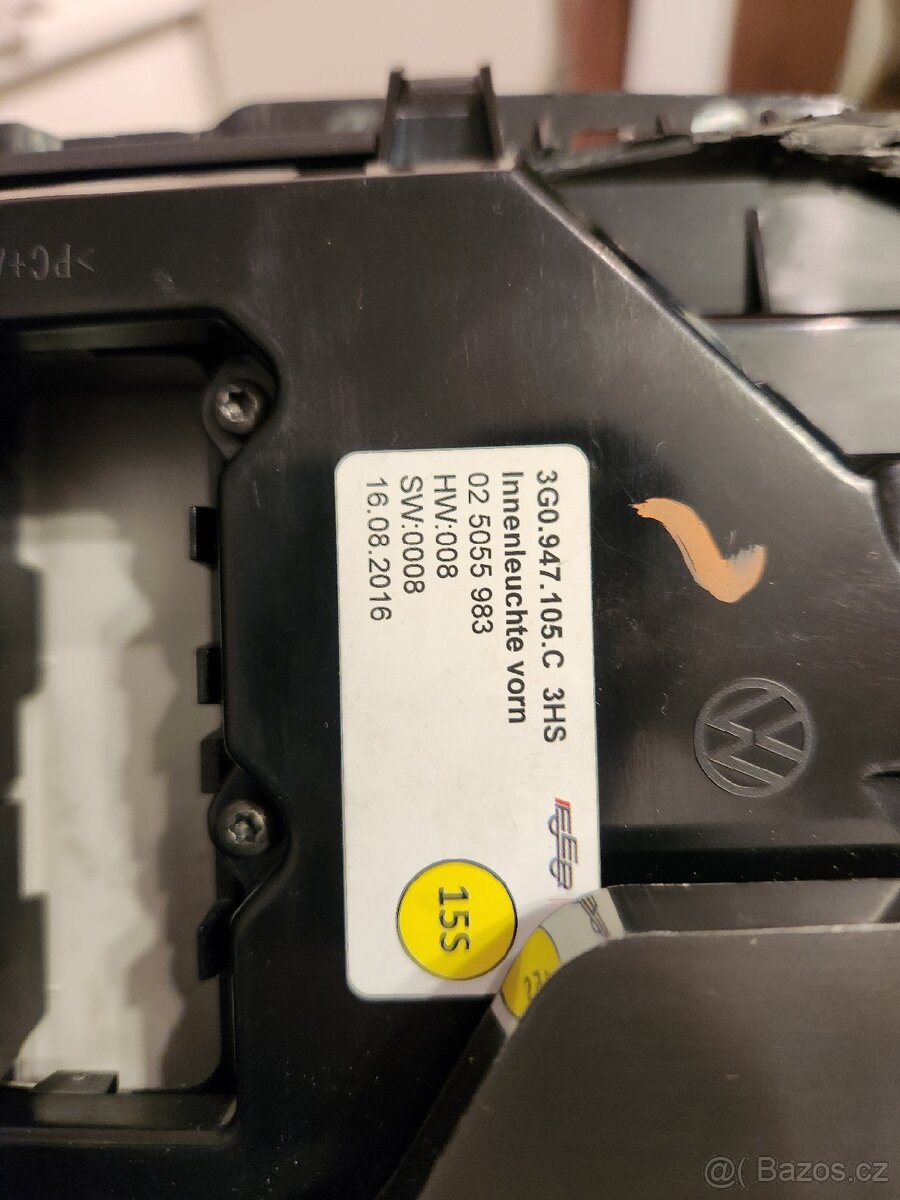 3G0.947.105.C 3HS
Innenleuchte vorn
02 5055 983
HW:008
SW:0008
16.08.2016
FEP
15S
>PC+A
@( Bazos.cz